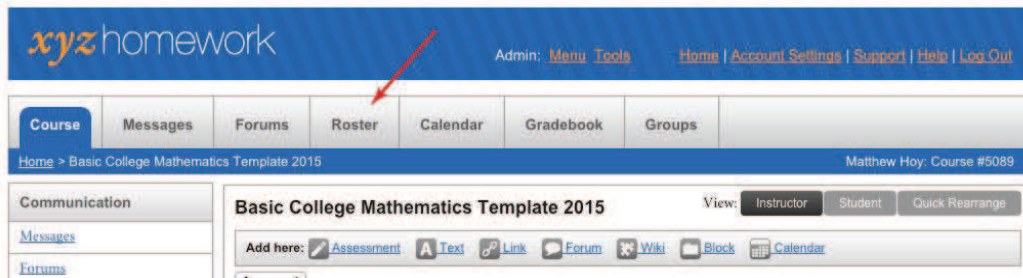 xyz homework
Admin: Menu Tools Home | Account Settings | Support | Help | Log Out
Course Messages Forums Roster Calendar Gradebook Groups
Home > Basic College Mathematics Template 2015 Matthew Hoy: Course #5089
Communication
Basic College Mathematics Template 2015 View: Instructor Student Quick Rearrange
Messages
Add here: Assessment A Text Link Forum Wiki Block Calendar
Forums